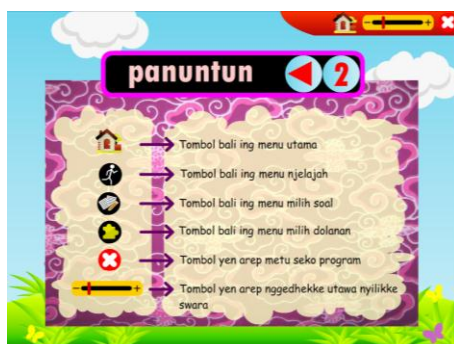 panuntun
2
Tombol bali ing menu utama
Tombol bali ing menu njelajah
Tombol bali ing menu milih soal
Tombol bali ing menu milih dolanan
Tombol yen arep metu seko program
Tombol yen arep nggedhekke utawa nyilikke
swara